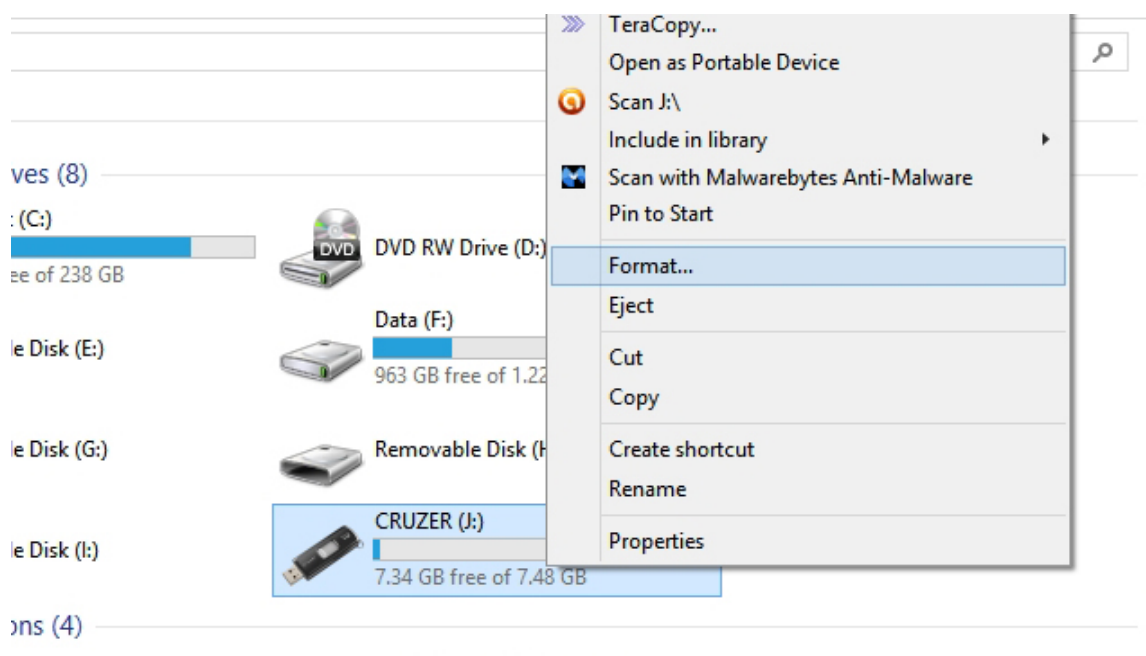 TeraCopy...
Open as Portable Device
Scan J:\
Include in library
Scan with Malwarebytes Anti-Malware
Pin to Start
Format...
Eject
Cut
Copy
Create shortcut
Rename
Properties
ves (8)
: (C:)
ee of 238 GB
DVD
DVD RW Drive (D:)
le Disk (E:)
Data (F:)
963 GB free of 1.22
le Disk (G:)
Removable Disk (H
le Disk (I:)
CRUZER (J:)
7.34 GB free of 7.48 GB
ons (4)